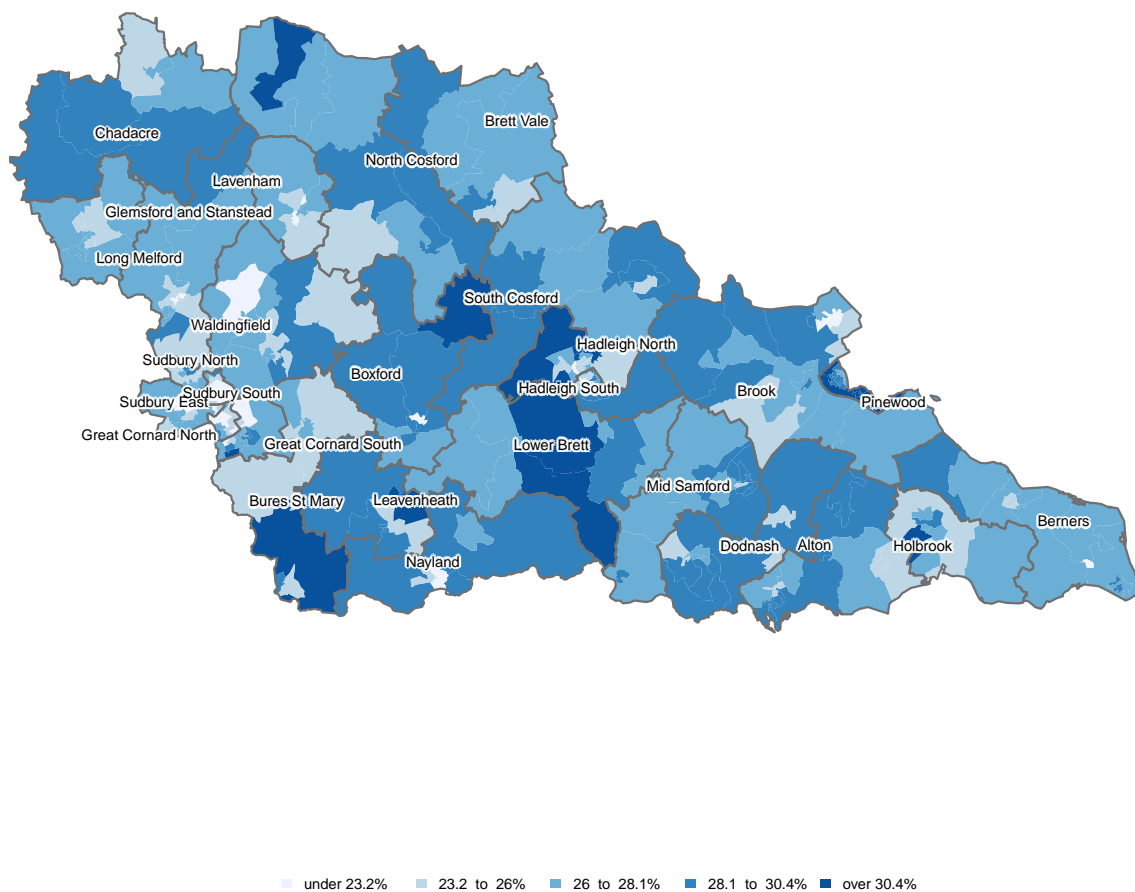 Brett Vale
Chadacre
North Cosford
Lavenham
Glemsford and Stanstead
Long Melford
South Cosford
Waldingfield
Hadleigh North
Sudbury North
Boxford
Hadleigh South
Brook
Sudbury South
Sudbury East
Pinewood
Great Cornard North
Great Cornard South
Lower Brett
Mid Samford
Bures St Mary
Leavenheath
Berners
Dodnash
Alton
Holbrook
Nayland
under 23.2% 23.2 to 26% 26 to 28.1% 28.1 to 30.4% over 30.4%